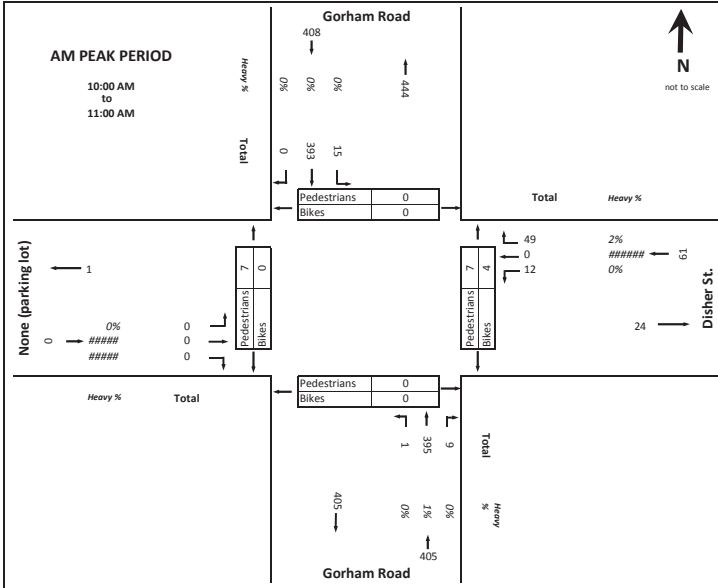 Gorham Road
408
AM PEAK PERIOD
10:00 AM
to
11:00 AM
N
not to scale
Heavy %
0%
0%
0%
444
Total
0
393
15
Pedestrians 0
Bikes 0
Total Heavy %
None (parking lot)
1
0
0% 0
##### 0
##### 0
Heavy % Total
Pedestrians 7
Bikes 0
Pedestrians 7
Bikes 4
49 2%
0 ######
12 0%
61
24
Disher St.
Pedestrians 0
Bikes 0
1
395
9
Total
405
0%
1%
0%
Heavy
%
405
Gorham Road